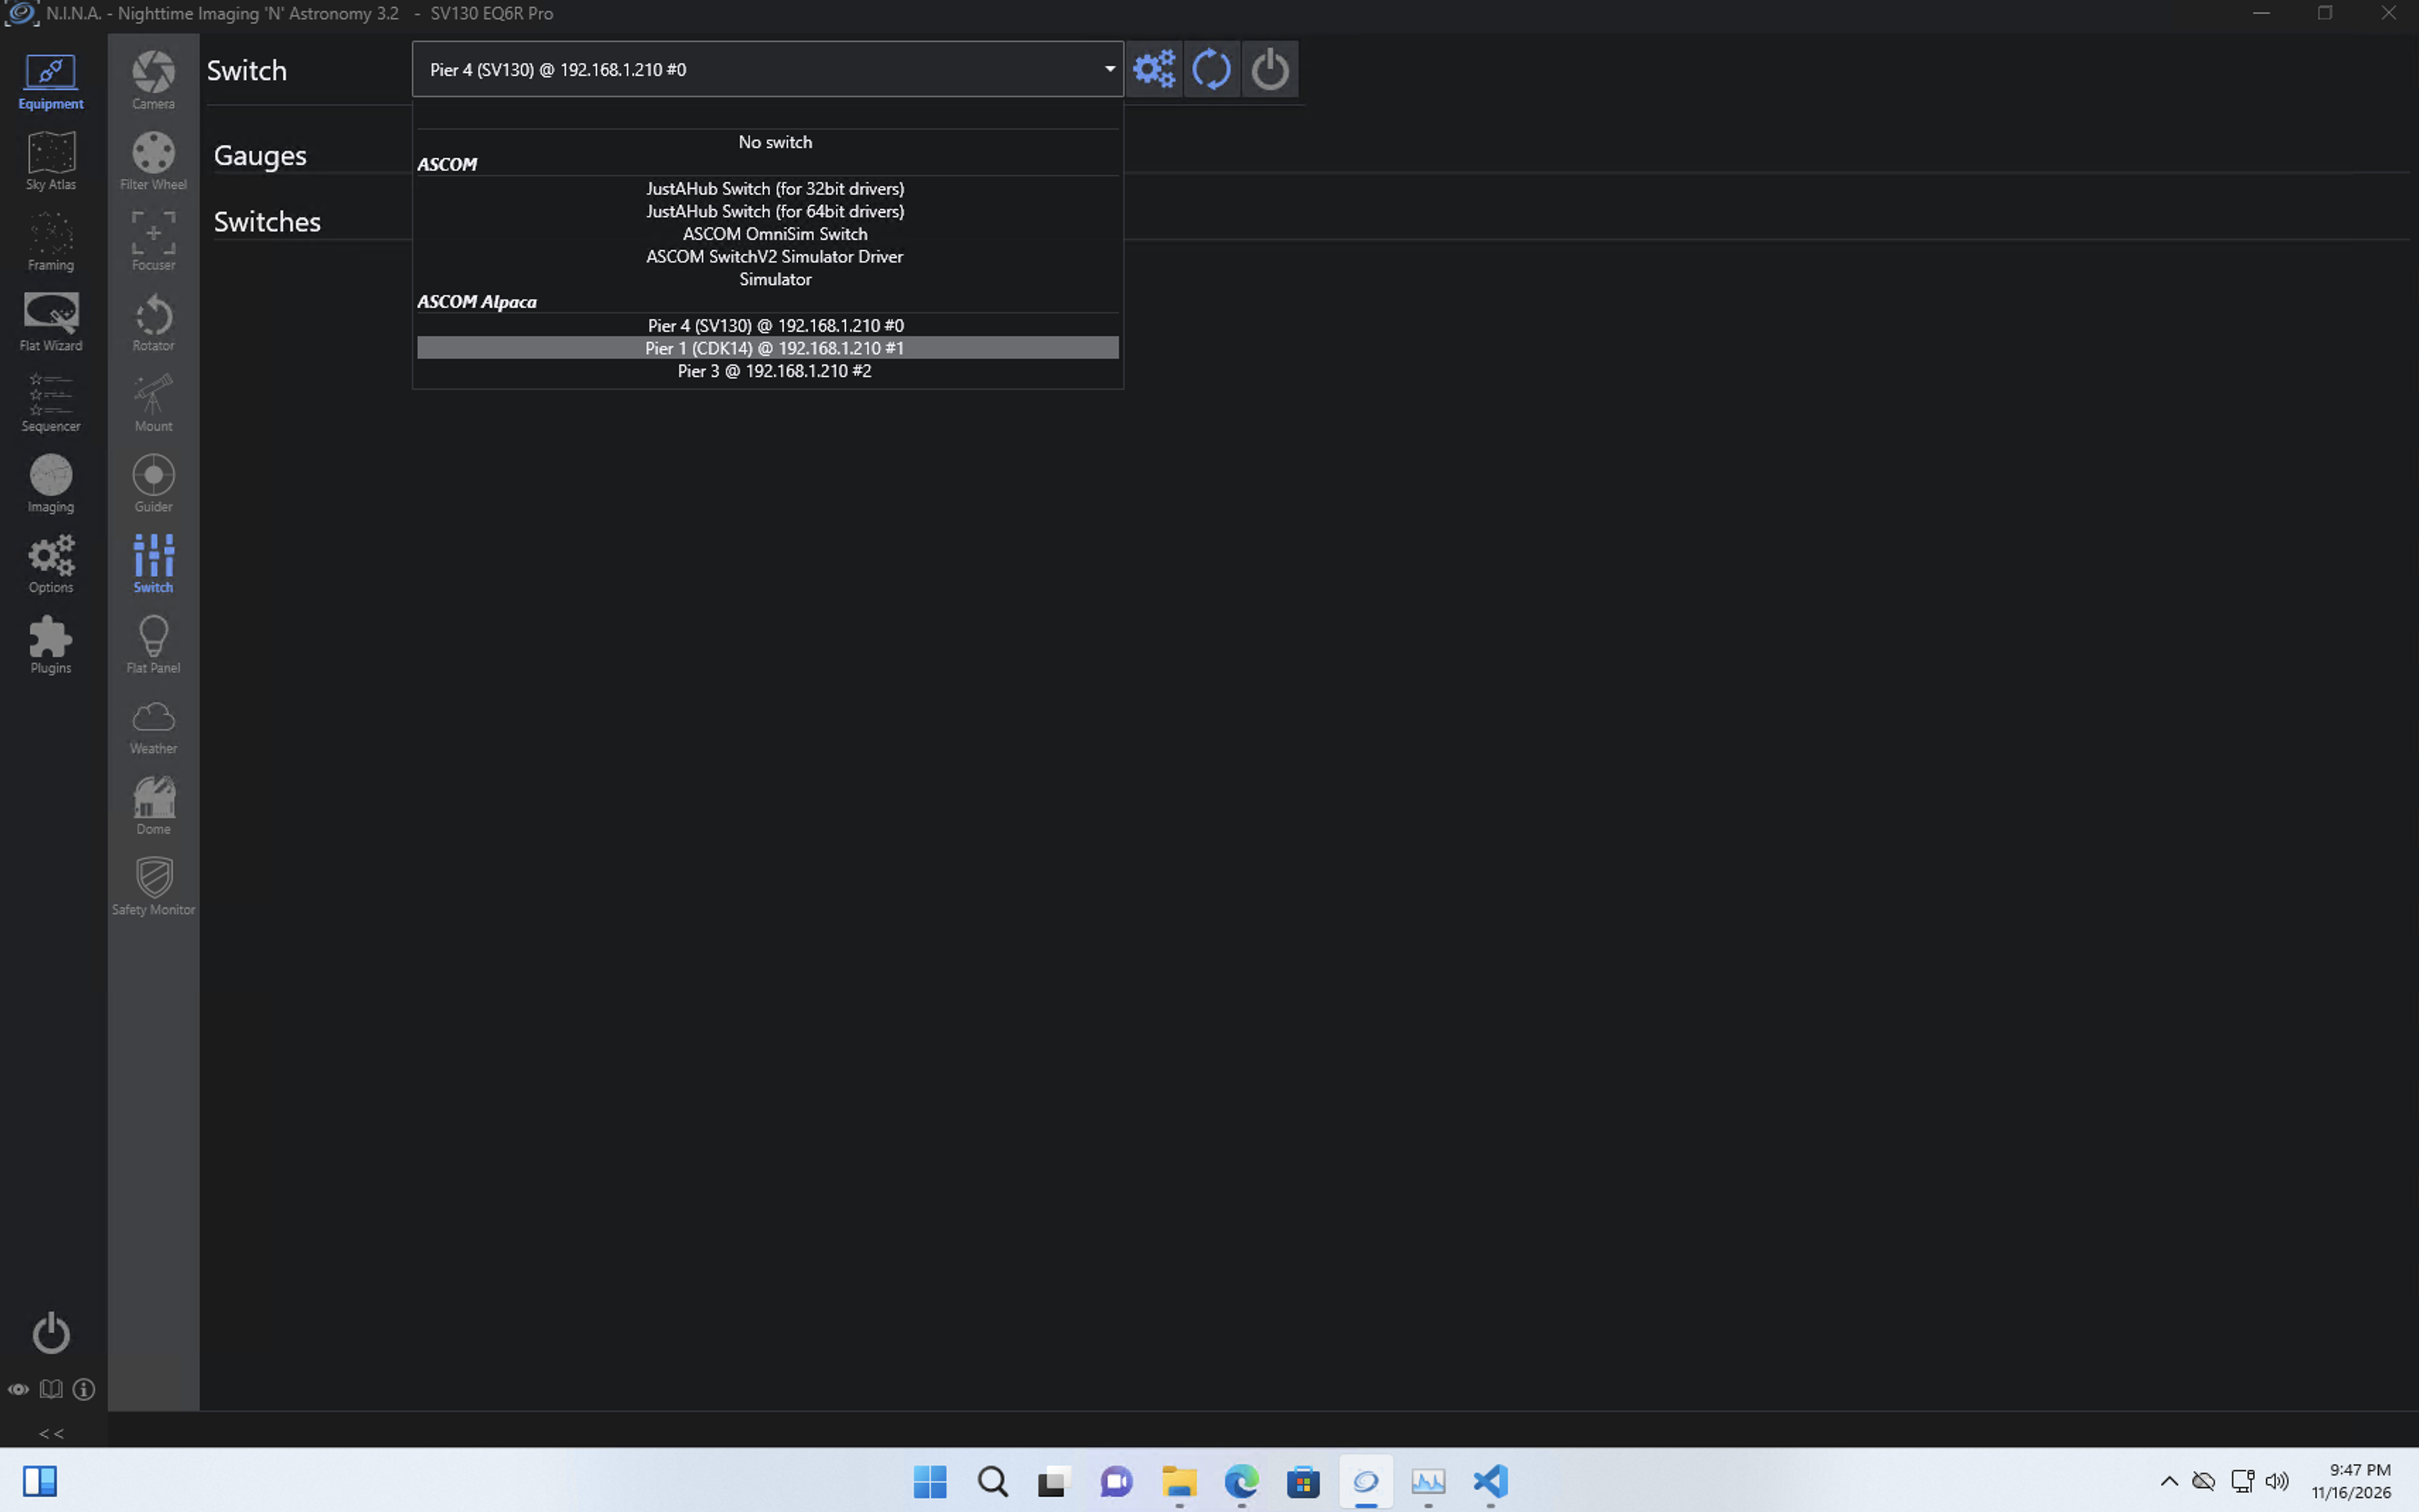 N.I.N.A. - Nighttime Imaging 'N' Astronomy 3.2 - SV130 EQ6R Pro
Equipment
Sky Atlas
Framing
Flat Wizard
Sequencer
Imaging
Options
Plugins
<<
Camera
Filter Wheel
Focuser
Rotator
Mount
Guider
Switch
Flat Panel
Weather
Dome
Safety Monitor
Switch
Pier 4 (SV130) @ 192.168.1.210 #0
No switch
ASCOM
JustAHub Switch (for 32bit drivers)
JustAHub Switch (for 64bit drivers)
ASCOM OmniSim Switch
ASCOM SwitchV2 Simulator Driver
Simulator
ASCOM Alpaca
Pier 4 (SV130) @ 192.168.1.210 #0
Pier 1 (CDK14) @ 192.168.1.210 #1
Pier 3 @ 192.168.1.210 #2
Gauges
Switches
9:47 PM
11/16/2026